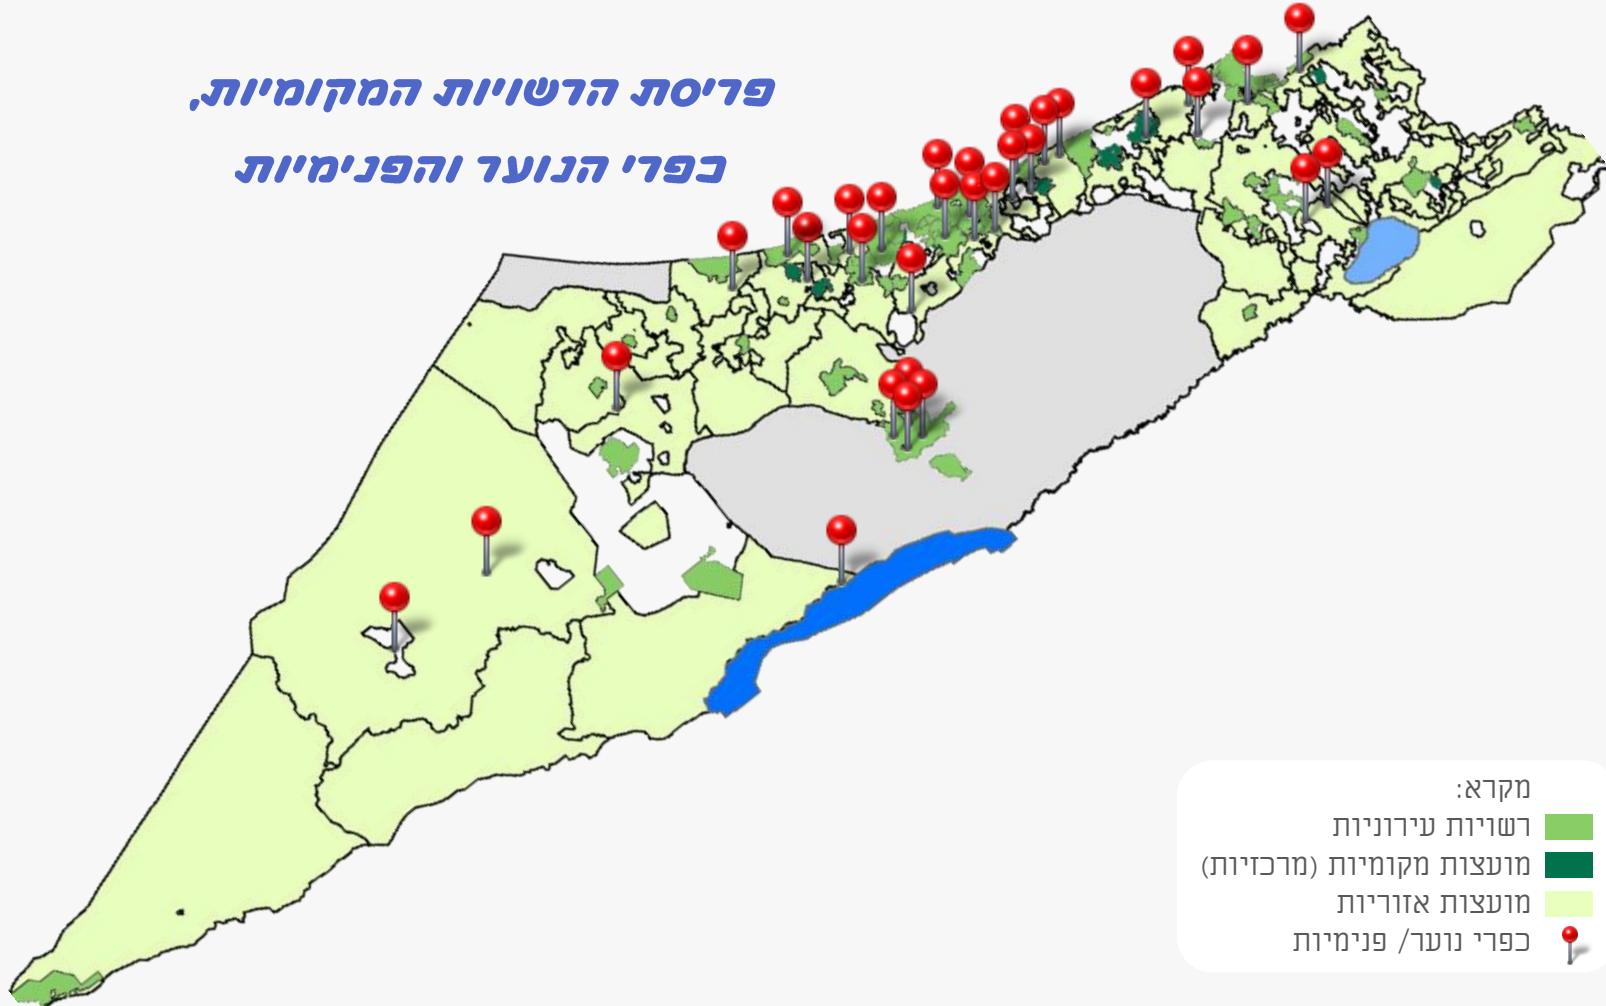 פריסת הרשויות המקומיות,
כפרי הנוער והפנימיות
מקרא:
רשויות עירוניות
מועצות מקומיות (מרכזיות)
מועצות אזוריות
כפרי נוער/ פנימיות